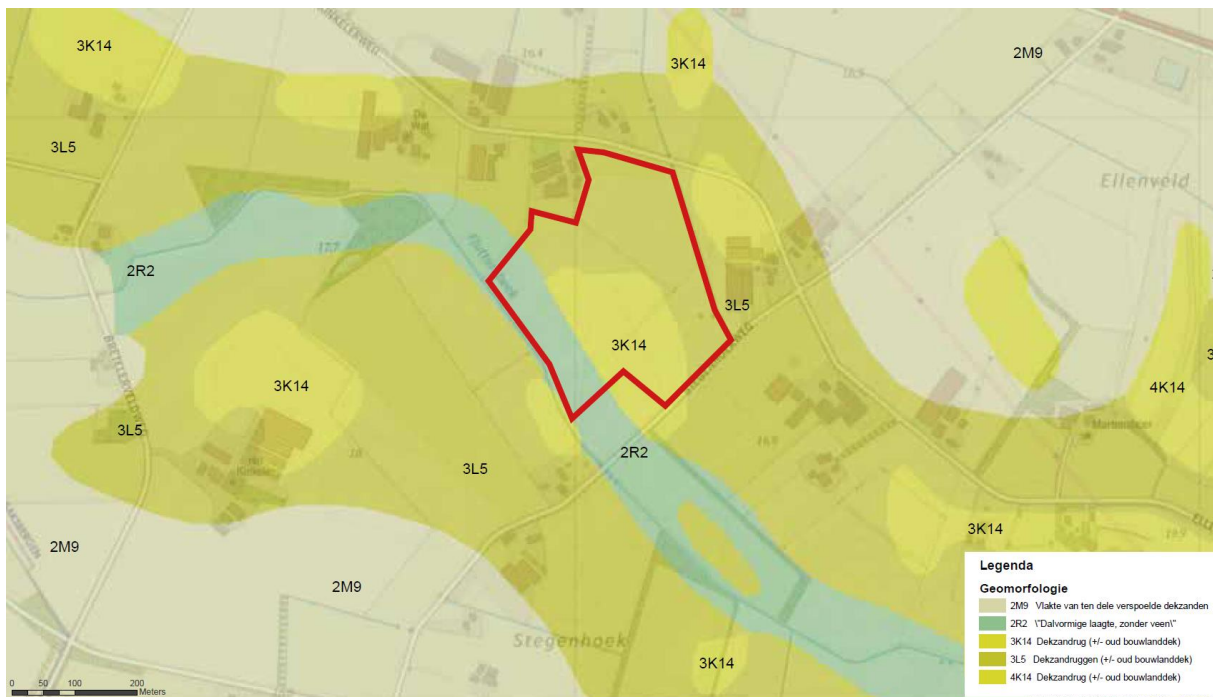 3K14
3K14
2M9
3L5
Ellenveld
2R2
3L5
3K14
3K14
4K14
3L5
3L5
2R2
3K14
2M9
2M9
Stegenhoek
3K14
Legenda
Geomorfologie
2M9 Vlakte van ten dele verspoelde dekzanden
2R2 \"Dalvormige laagte, zonder veen\"
3K14 Dekzandrug (+/- oud bouwlanddek)
3L5 Dekzandruggen (+/- oud bouwlanddek)
4K14 Dekzandrug (+/- oud bouwlanddek)
0 50 100 200
Meters